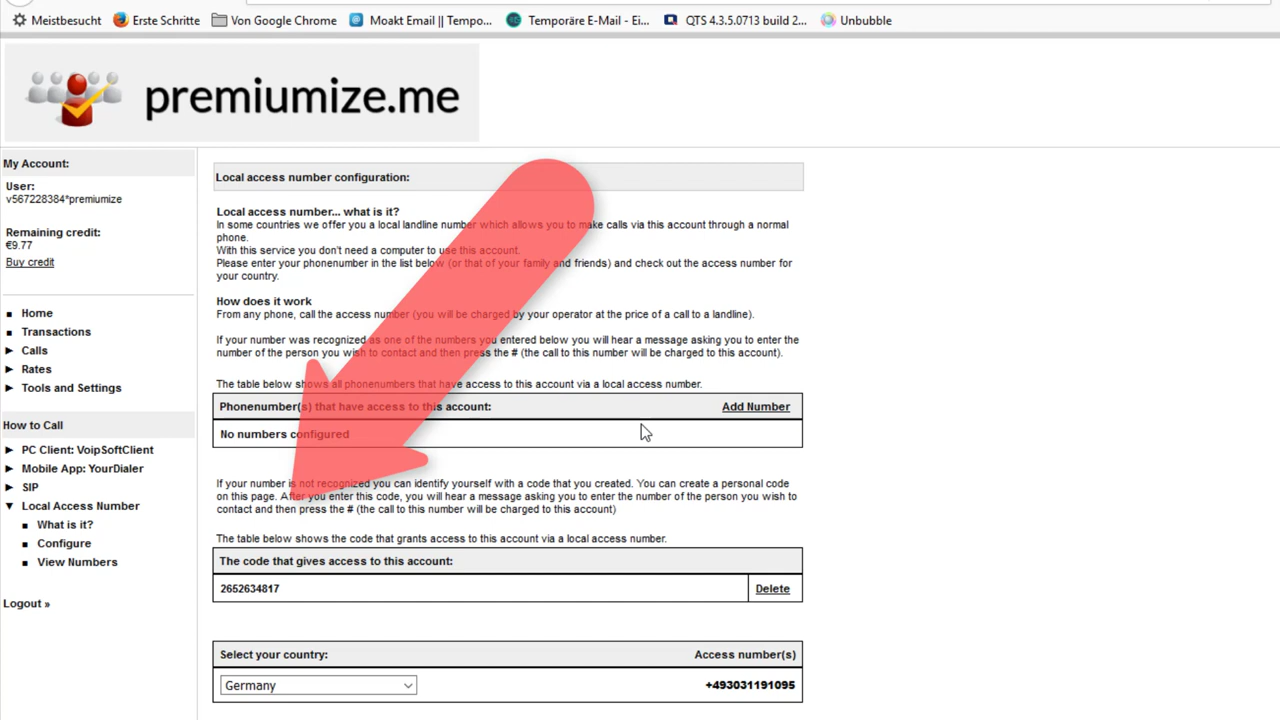 Meistbesucht
Erste Schritte
Von Google Chrome
Moakt Email || Tempo...
Temporäre E-Mail - Ei...
QTS 4.3.5.0713 build 2...
Unbubble
premiumize.me
My Account:
User:
v567228384*premiumize
Remaining credit:
€9.77
Buy credit
Home
Transactions
Calls
Rates
Tools and Settings
How to Call
PC Client: VoipSoftClient
Mobile App: YourDialer
SIP
Local Access Number
What is it?
Configure
View Numbers
Logout »
Local access number configuration:
Local access number... what is it?
In some countries we offer you a local landline number which allows you to make calls via this account through a normal
phone.
With this service you don't need a computer to use this account.
Please enter your phonenumber in the list below (or that of your family and friends) and check out the access number for
your country.
How does it work
From any phone, call the access number (you will be charged by your operator at the price of a call to a landline).
If your number was recognized as one of the numbers you entered below you will hear a message asking you to enter the
number of the person you wish to contact and then press the # (the call to this number will be charged to this account).
The table below shows all phonenumbers that have access to this account via a local access number.
Phonenumber(s) that have access to this account:
Add Number
No numbers configured
If your number is not recognized you can identify yourself with a code that you created. You can create a personal code
on this page. After you enter this code, you will hear a message asking you to enter the number of the person you wish to
contact and then press the # (the call to this number will be charged to this account)
The table below shows the code that grants access to this account via a local access number.
The code that gives access to this account:
2652634817
Delete
Select your country:
Access number(s)
Germany
+493031191095